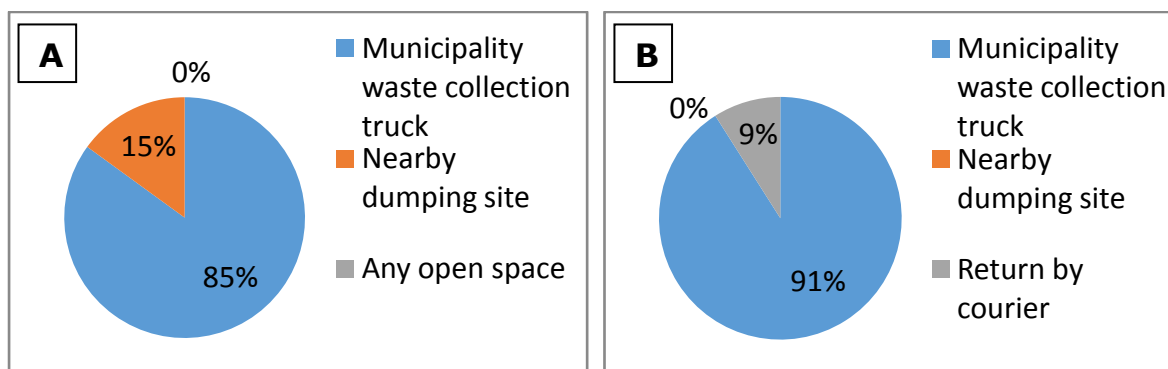 A
0%
15%
85%
Municipality
waste collection
truck
Nearby
dumping site
Any open space
B
0%
9%
91%
Municipality
waste collection
truck
Nearby
dumping site
Return by
courier